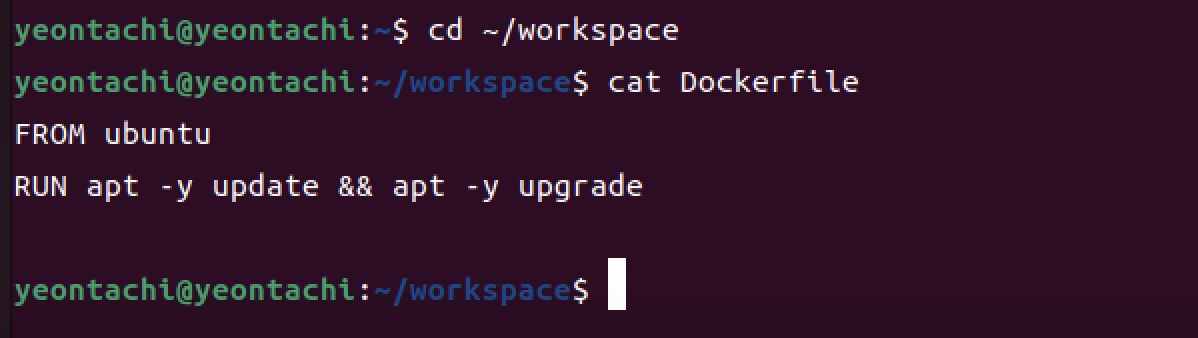 yeontachi@yeontachi:~$ cd ~/workspace
yeontachi@yeontachi:~/workspace$ cat Dockerfile
FROM ubuntu
RUN apt -y update && apt -y upgrade
yeontachi@yeontachi:~/workspace$